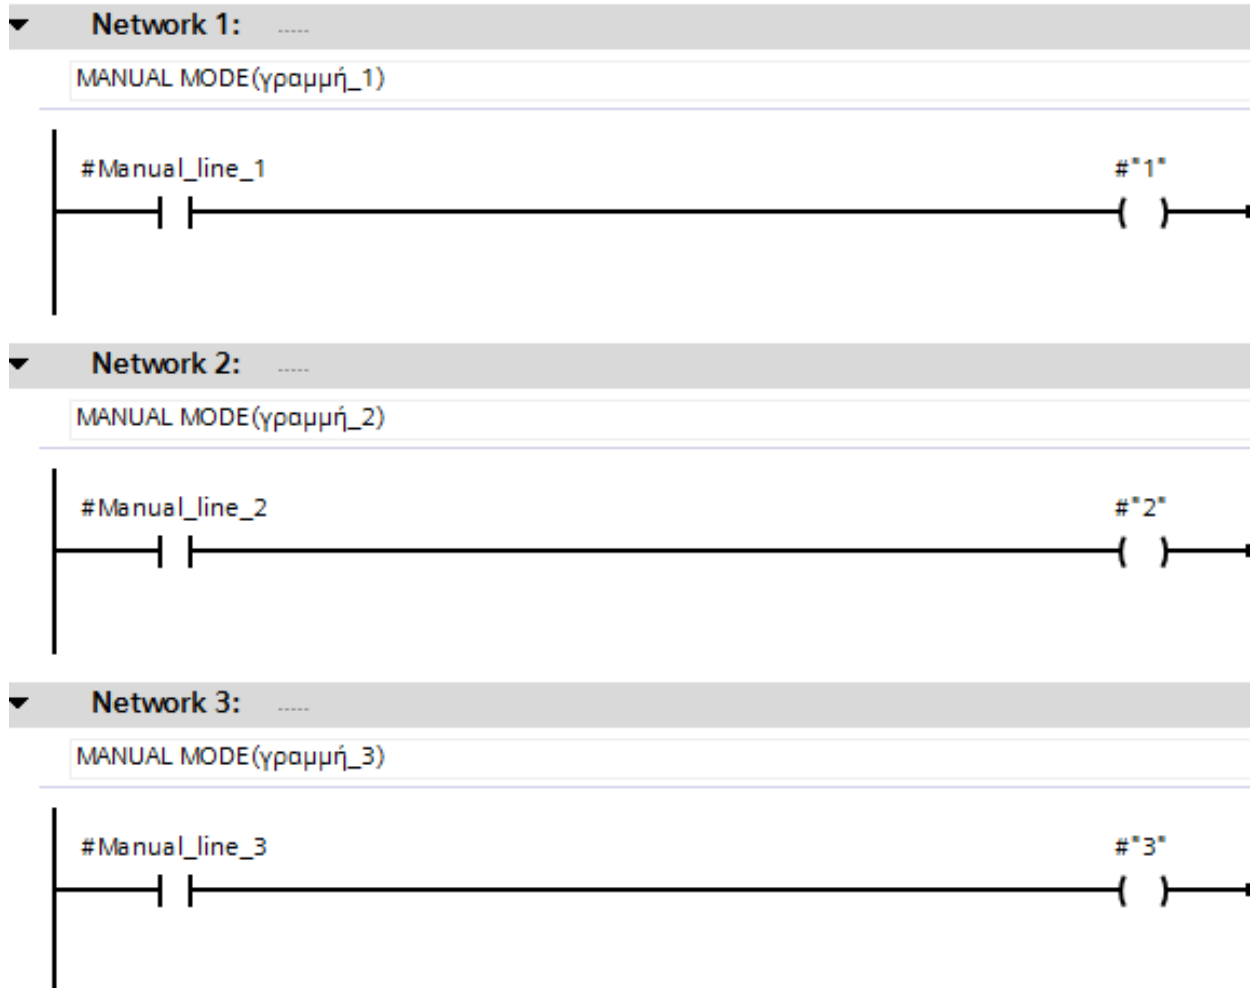 Network 1: .....
MANUAL MODE(γραμμή_1)
#Manual_line_1
#"1"
Network 2: .....
MANUAL MODE(γραμμή_2)
#Manual_line_2
#"2"
Network 3: .....
MANUAL MODE(γραμμή_3)
#Manual_line_3
#"3"